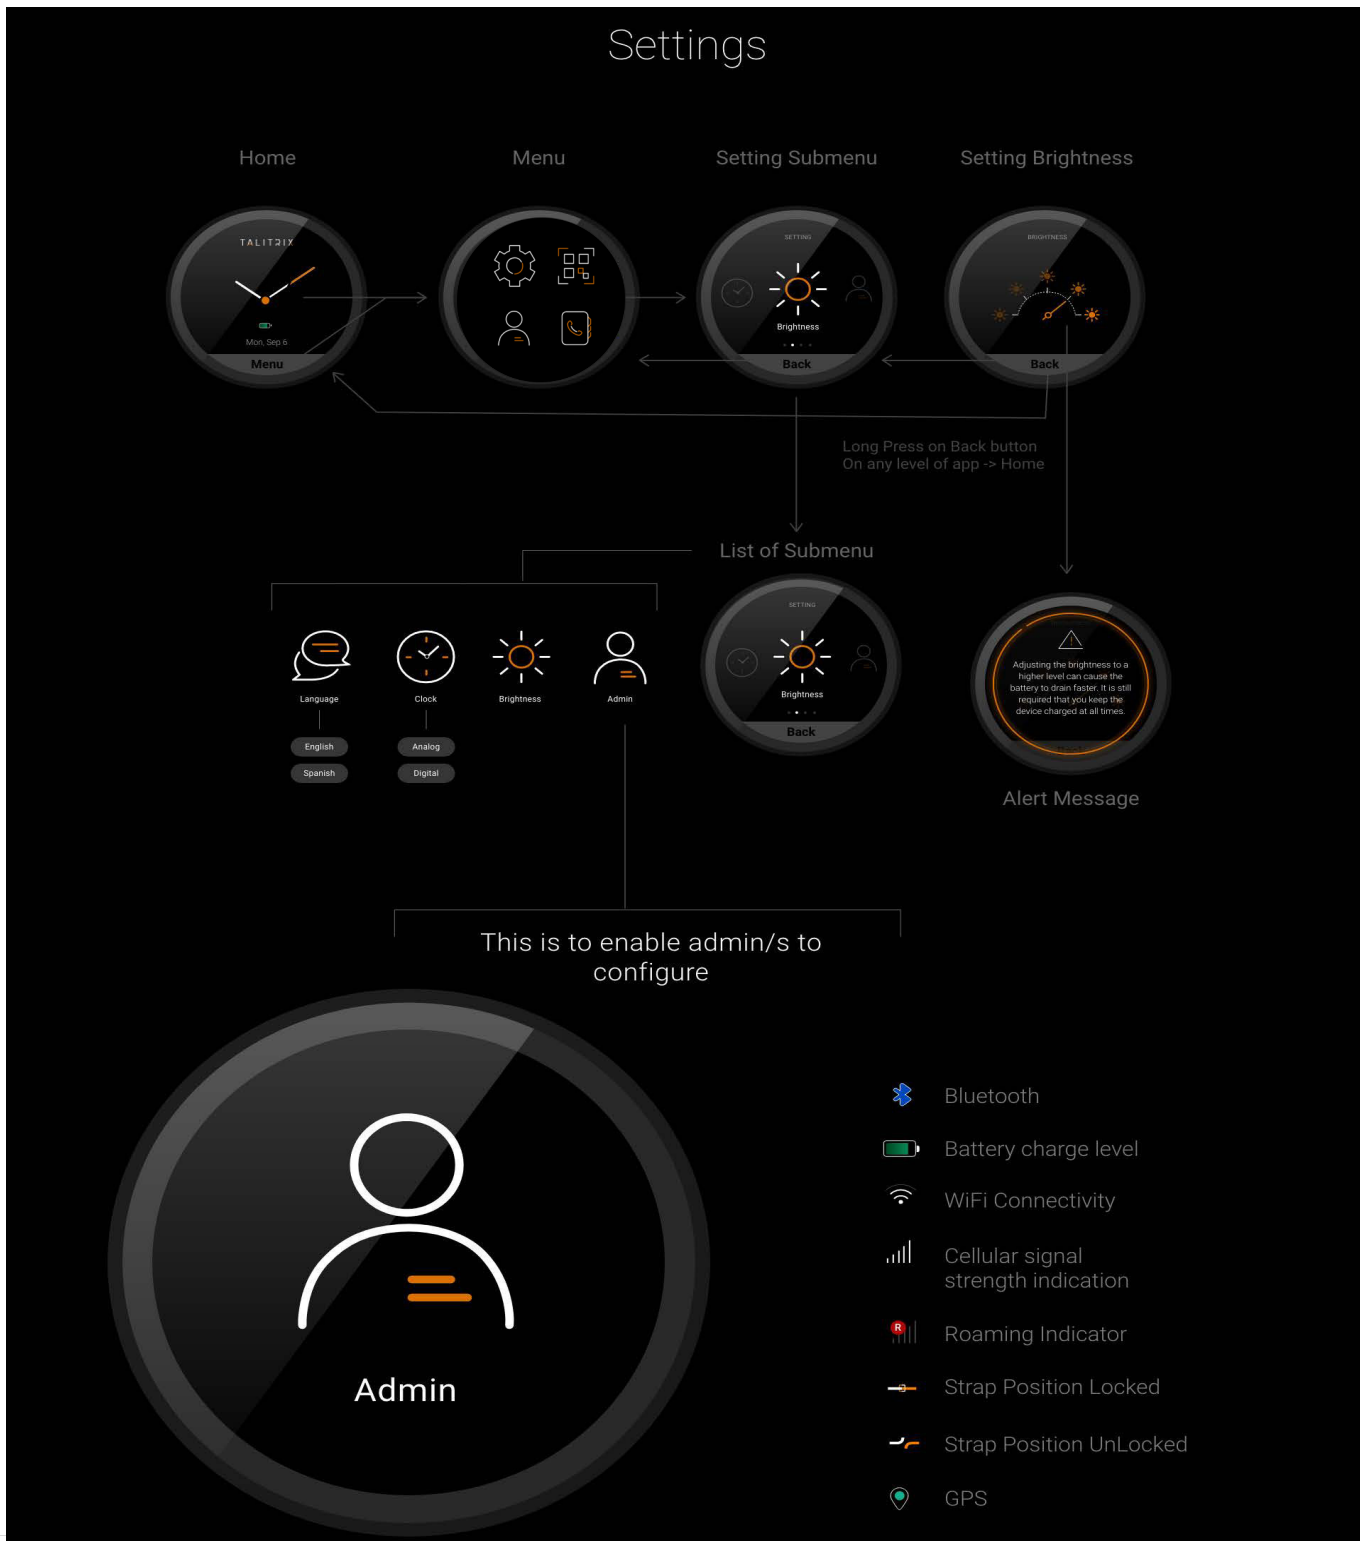 Settings
Home
Menu
Setting Submenu
Setting Brightness
TALITRIX
Mon, Sep 6
Menu
SETTING
Brightness
Back
BRIGHTNESS
Back
Long Press on Back button
On any level of app -> Home
List of Submenu
Language
Clock
Brightness
Admin
English
Spanish
Analog
Digital
SETTING
Brightness
Back
Adjusting the brightness to a
higher level can cause the
battery to drain faster. It is still
required that you keep the
device charged at all times.
Alert Message
This is to enable admin/s to
configure
Admin
Bluetooth
Battery charge level
WiFi Connectivity
Cellular signal
strength indication
R
Roaming Indicator
Strap Position Locked
Strap Position UnLocked
GPS